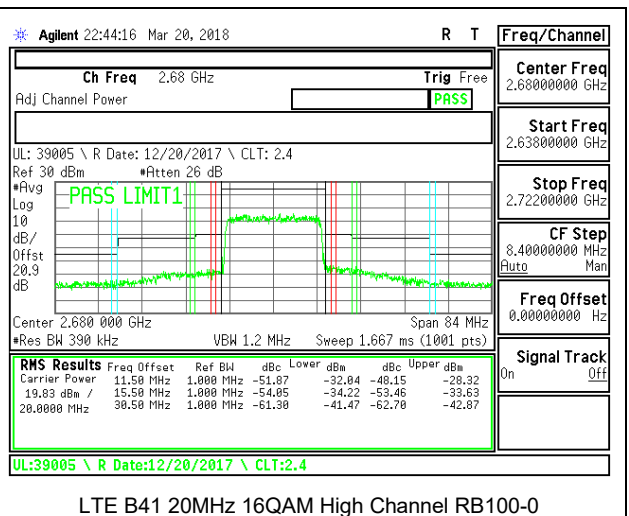 Agilent 22:44:16 Mar 20, 2018 R T
Freq/Channel
Ch Freq 2.68 GHz Trig Free
Adj Channel Power PASS
Center Freq
2.68000000 GHz
Start Freq
2.63800000 GHz
Stop Freq
2.72200000 GHz
CF Step
8.40000000 MHz
Auto Man
Freq Offset
0.00000000 Hz
Signal Track
On Off
UL: 39005 \ R Date: 12/20/2017 \ CLT: 2.4
Ref 30 dBm #Atten 26 dB
#Avg
Log
10
dB/
Offst
20.9
dB
PASS LIMIT1
Center 2.680 000 GHz Span 84 MHz
#Res BW 390 kHz VBW 1.2 MHz Sweep 1.667 ms (1001 pts)
RMS Results Freq Offset Ref BW dBc Lower dBm dBc Upper dBm
Carrier Power 11.50 MHz 1.000 MHz -51.87 -32.04 -48.15 -28.32
19.83 dBm / 15.50 MHz 1.000 MHz -54.05 -34.22 -53.46 -33.63
20.0000 MHz 30.50 MHz 1.000 MHz -61.30 -41.47 -62.70 -42.87
UL:39005 \ R Date:12/20/2017 \ CLT:2.4
LTE B41 20MHz 16QAM High Channel RB100-0